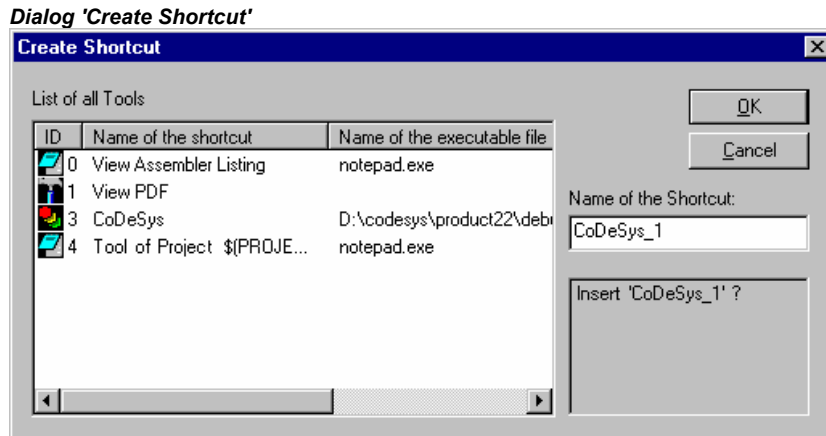 Dialog 'Create Shortcut'
Create Shortcut
List of all Tools
OK
Cancel
ID Name of the shortcut Name of the executable file
0 View Assembler Listing notepad.exe
1 View PDF
3 CoDeSys D:\codesys\product22\debu
4 Tool of Project $(PROJE... notepad.exe
Name of the Shortcut:
CoDeSys_1
Insert 'CoDeSys_1' ?